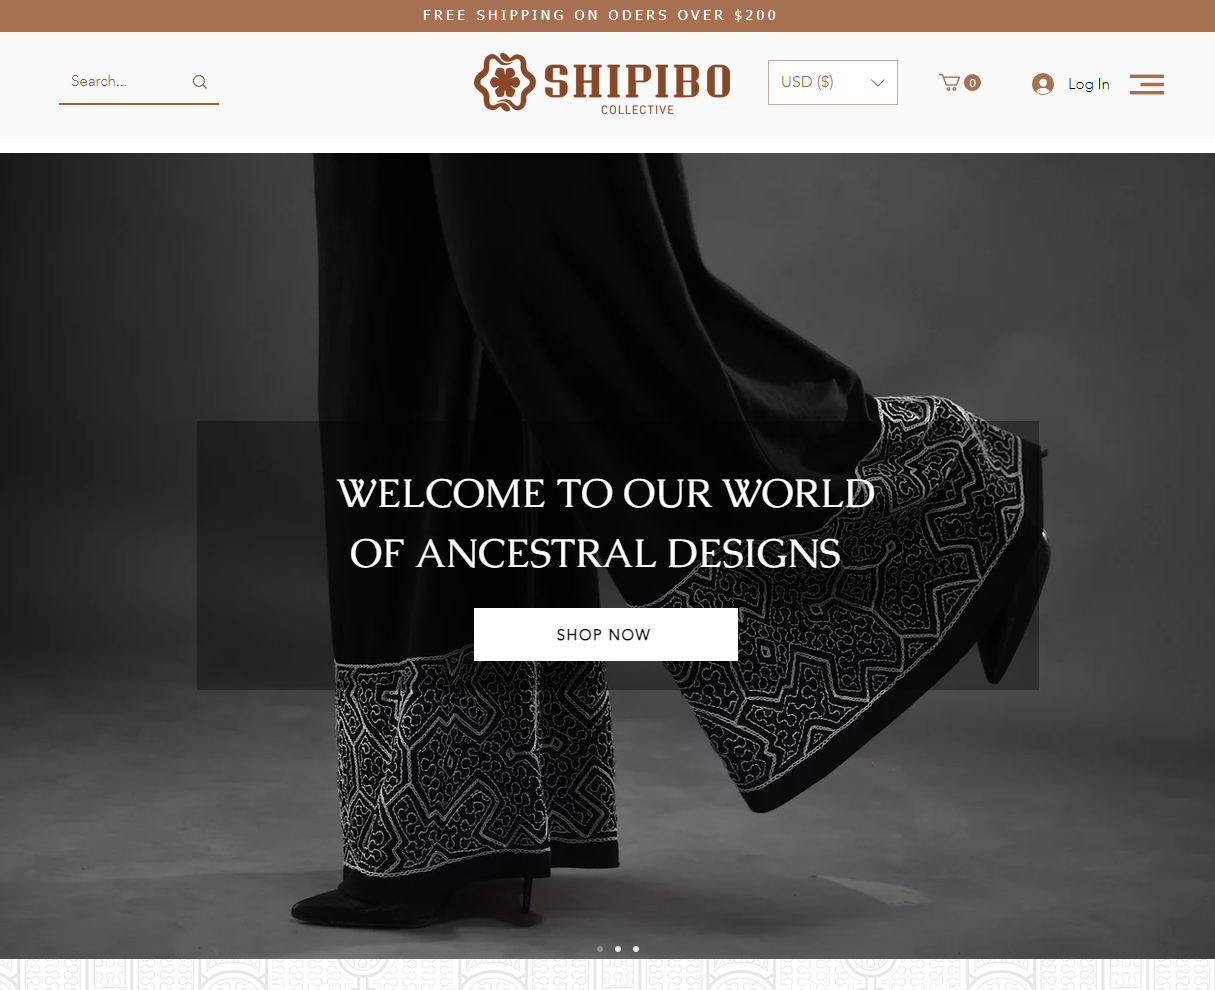 FREE SHIPPING ON ODERS OVER $200
Search...
SHIPIBO
COLLECTIVE
USD ($)
0
Log In
WELCOME TO OUR WORLD
OF ANCESTRAL DESIGNS
SHOP NOW